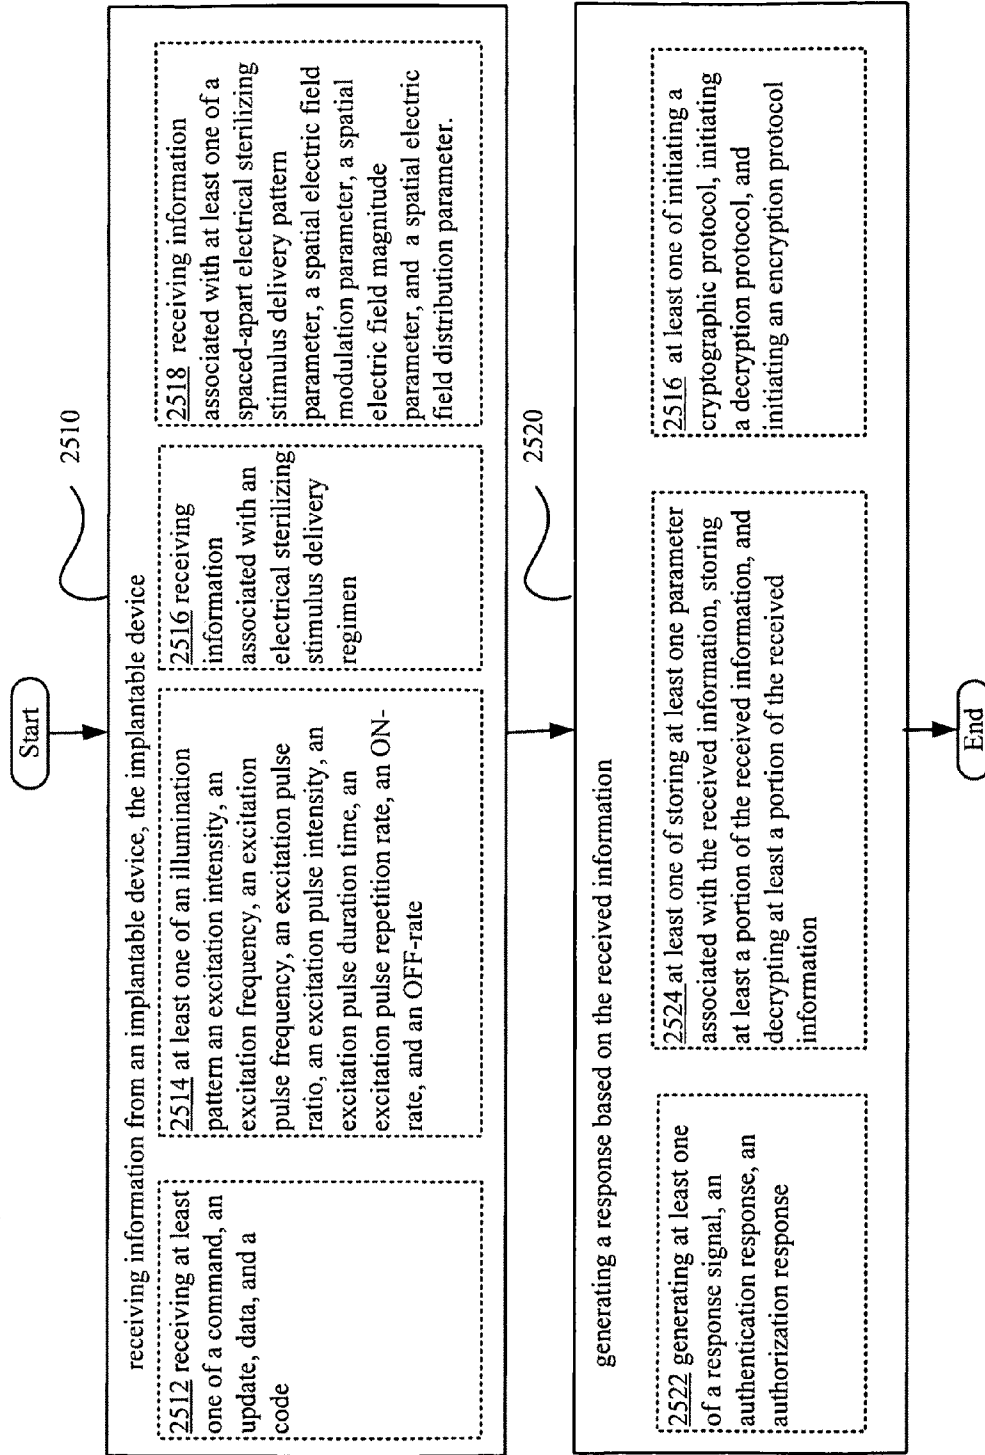 Start
2510
receiving information from an implantable device, the implantable device
2512 receiving at least
one of a command, an
update, data, and a
code
2514 at least one of an illumination
pattern an excitation intensity, an
excitation frequency, an excitation
pulse frequency, an excitation pulse
ratio, an excitation pulse intensity, an
excitation pulse duration time, an
excitation pulse repetition rate, an ON-
rate, and an OFF-rate
2516 receiving
information
associated with an
electrical sterilizing
stimulus delivery
regimen
2518 receiving information
associated with at least one of a
spaced-apart electrical sterilizing
stimulus delivery pattern
parameter, a spatial electric field
modulation parameter, a spatial
electric field magnitude
parameter, and a spatial electric
field distribution parameter.
2520
generating a response based on the received information
2522 generating at least one
of a response signal, an
authentication response, an
authorization response
2524 at least one of storing at least one parameter
associated with the received information, storing
at least a portion of the received information, and
decrypting at least a portion of the received
information
2516 at least one of initiating a
cryptographic protocol, initiating
a decryption protocol, and
initiating an encryption protocol
End